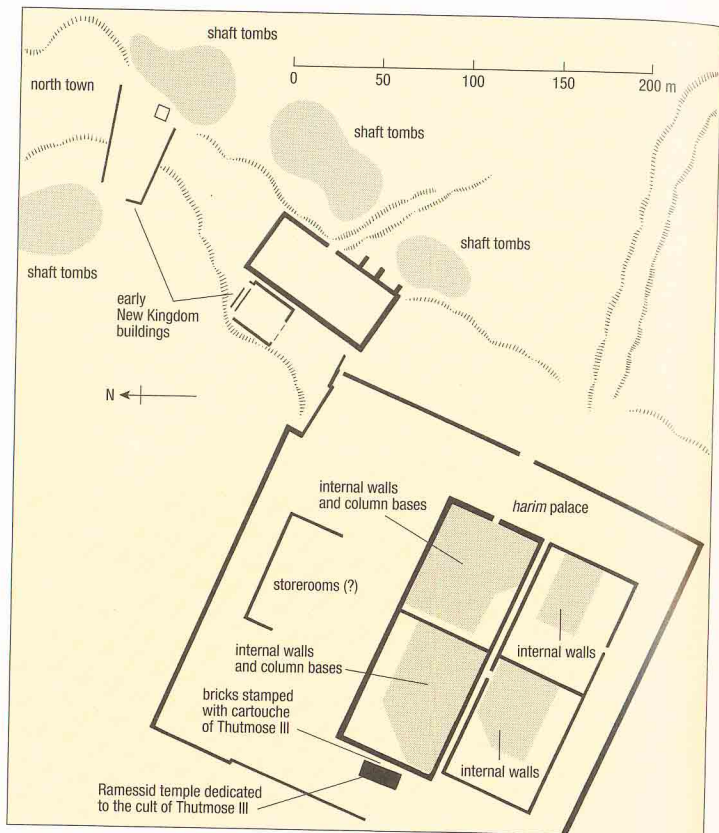 shaft tombs
0 50 100 150 200 m
north town
shaft tombs
shaft tombs
shaft tombs
early
New Kingdom
buildings
N
internal walls
and column bases
harim palace
storerooms (?)
internal walls
internal walls
and column bases
bricks stamped
with cartouche
of Thutmose III
internal walls
Ramessid temple dedicated
to the cult of Thutmose III